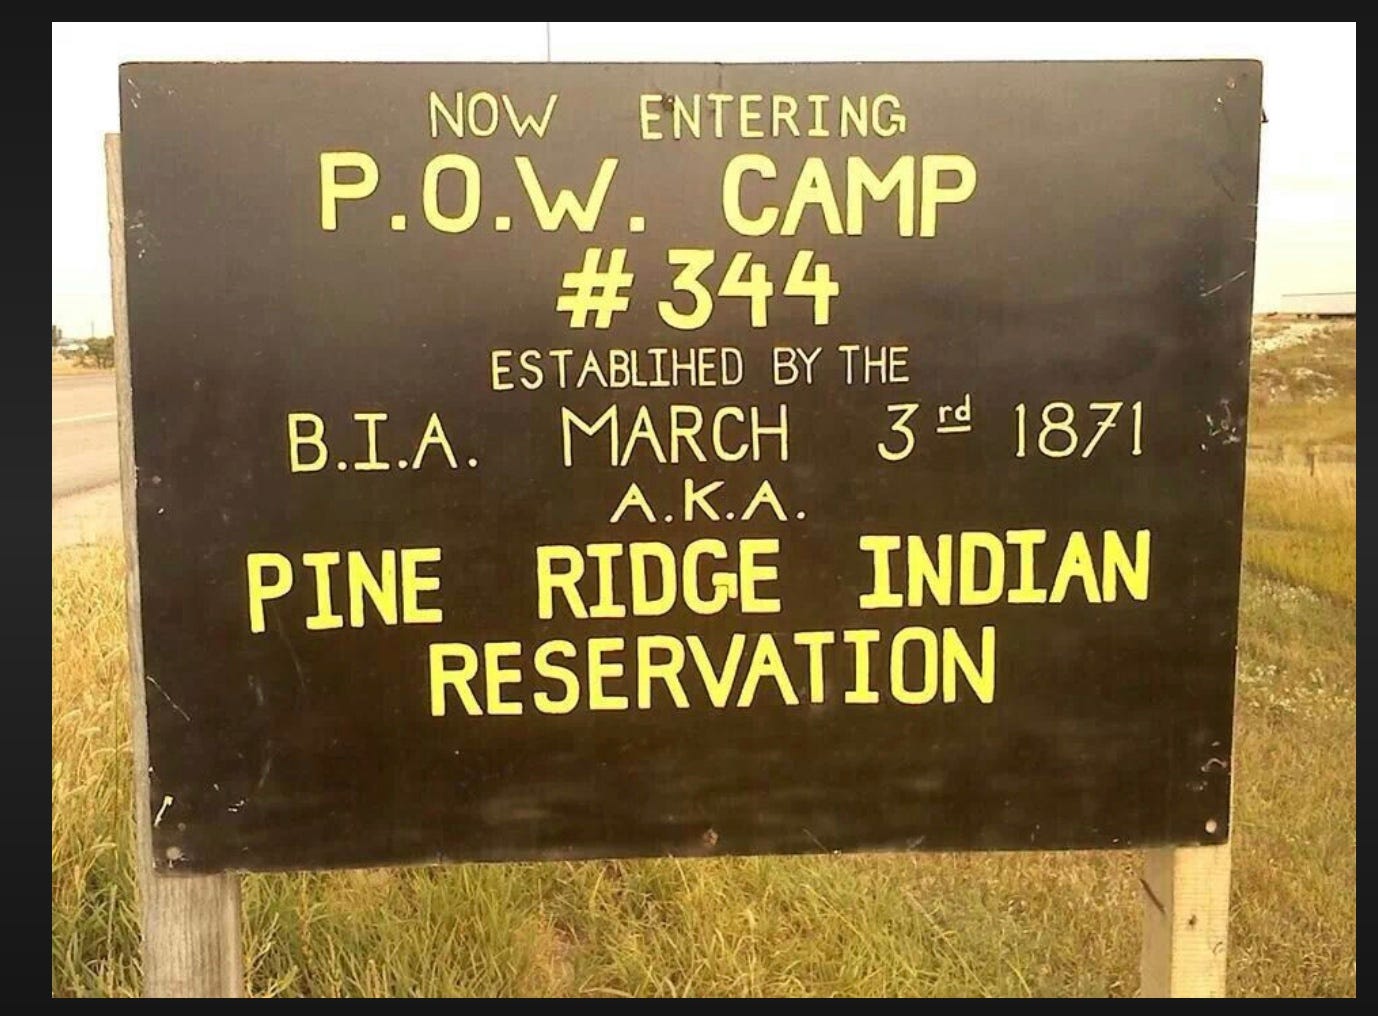 NOW ENTERING
P.O.W. CAMP
# 344
ESTABLIHED BY THE
B.I.A. MARCH 3rd 1871
A.K.A.
PINE RIDGE INDIAN
RESERVATION